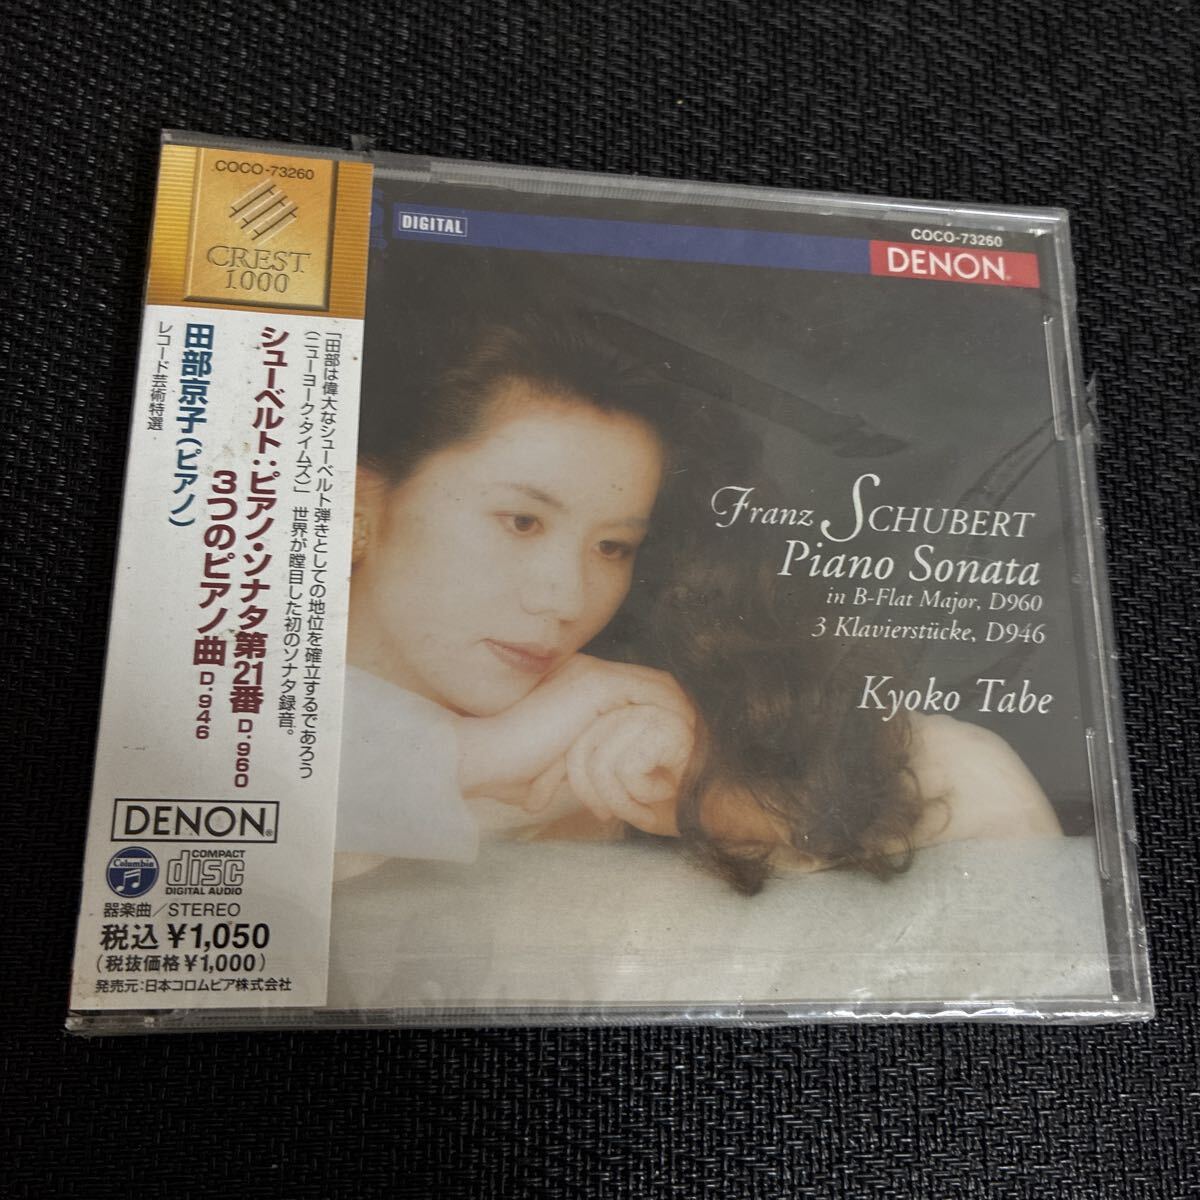 COCO-73260
CREST
1000
「田部は偉大なシューベルト弾きとしての地位を確立するであろう
(ニューヨーク・タイムズ)」 世界が瞠目した初のソナタ録音。
シューベルト:ピアノ・ソナタ第21番 D.960
3つのピアノ曲 D.946
田部京子(ピアノ)
レコード芸術特選
DENON®
Columbia
COMPACT
disc
DIGITAL AUDIO
器楽曲/STEREO
税込 ¥1,050
(税抜価格¥1,000)
発売元:日本コロムビア株式会社
DIGITAL
COCO-73260
DENON®
Franz SCHUBERT
Piano Sonata
in B-Flat Major, D960
3 Klavierstücke, D946
Kyoko Tabe